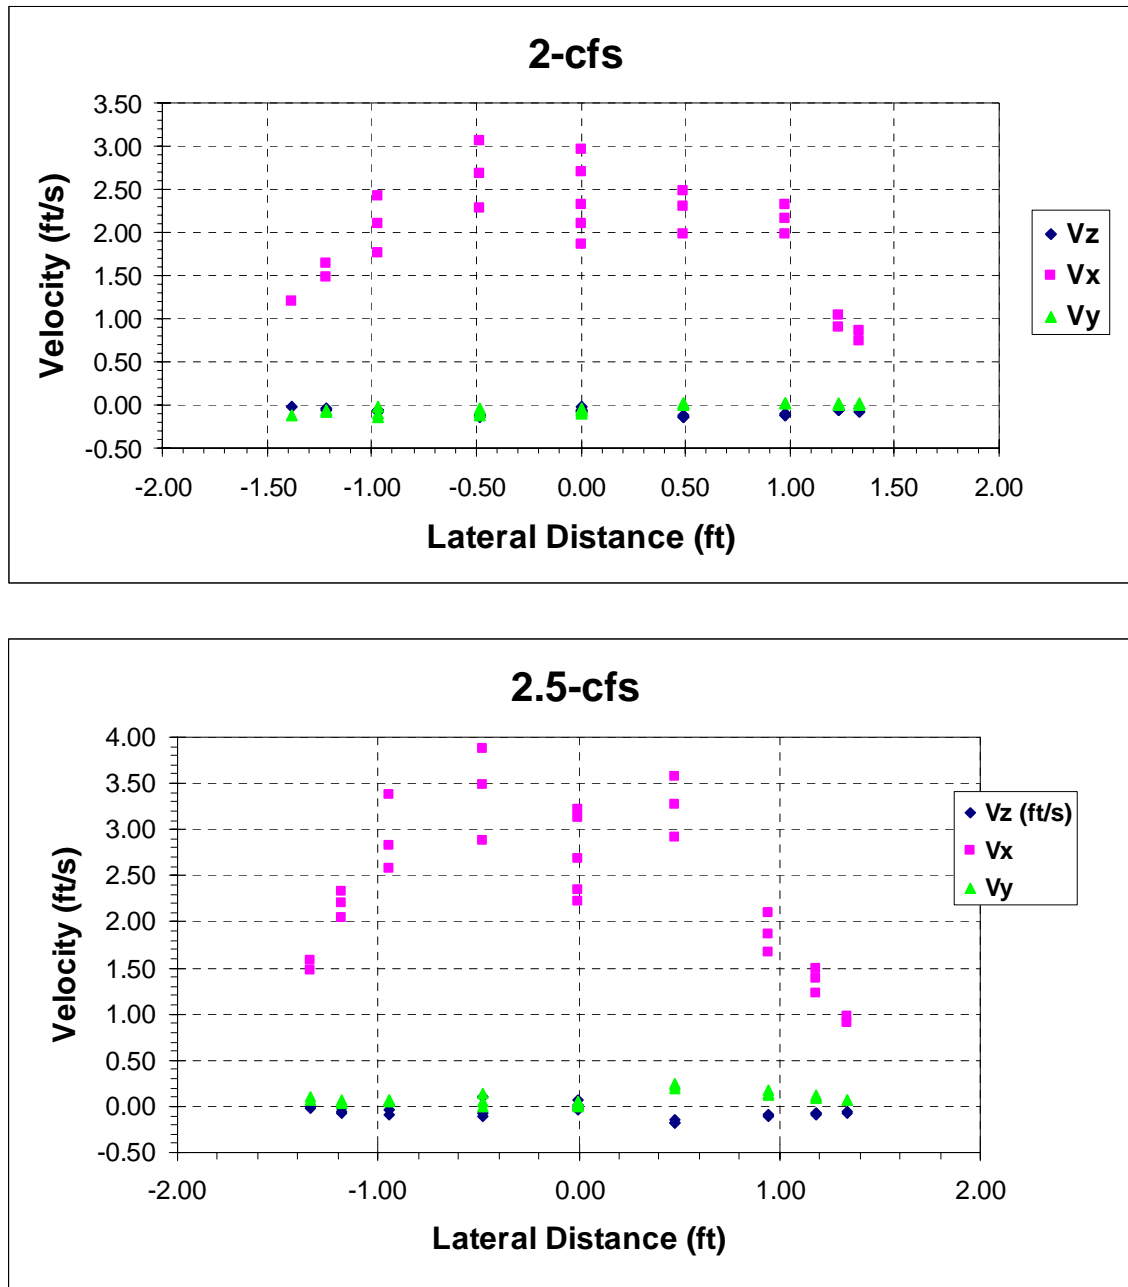 2-cfs
3.50
3.00
2.50
2.00
1.50
1.00
0.50
0.00
-0.50
Velocity (ft/s)
-2.00 -1.50 -1.00 -0.50 0.00 0.50 1.00 1.50 2.00
Lateral Distance (ft)
Vz
Vx
Vy
2.5-cfs
4.00
3.50
3.00
2.50
2.00
1.50
1.00
0.50
0.00
-0.50
Velocity (ft/s)
-2.00 -1.00 0.00 1.00 2.00
Lateral Distance (ft)
Vz (ft/s)
Vx
Vy